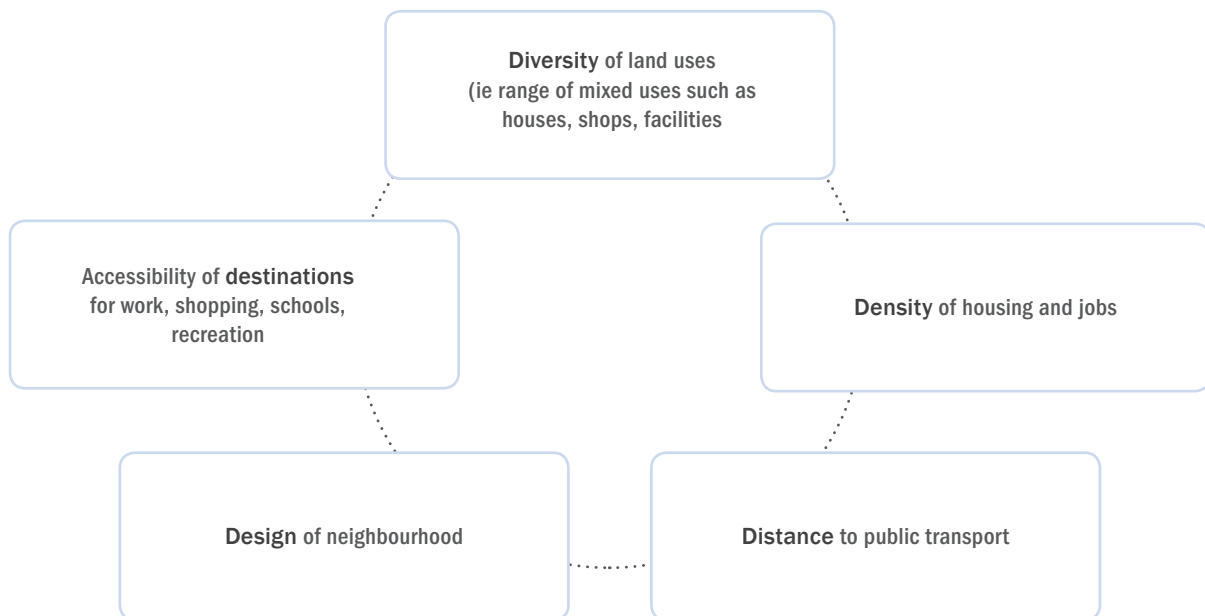 Diversity of land uses
(ie range of mixed uses such as
houses, shops, facilities
Accessibility of destinations
for work, shopping, schools,
recreation
Density of housing and jobs
Design of neighbourhood
Distance to public transport